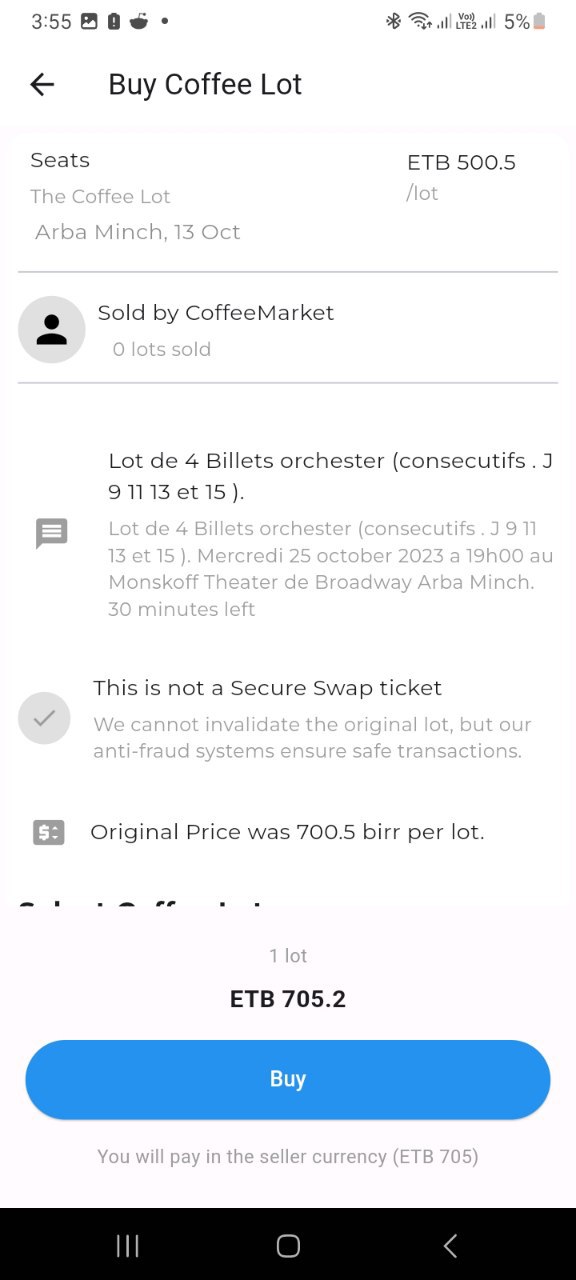 3:55
Vo)) LTE2 5%
Buy Coffee Lot
Seats
ETB 500.5
The Coffee Lot
/lot
Arba Minch, 13 Oct
Sold by CoffeeMarket
0 lots sold
Lot de 4 Billets orchester (consecutifs . J
9 11 13 et 15 ).
Lot de 4 Billets orchester (consecutifs . J 9 11
13 et 15 ). Mercredi 25 october 2023 a 19h00 au
Monskoff Theater de Broadway Arba Minch.
30 minutes left
This is not a Secure Swap ticket
We cannot invalidate the original lot, but our
anti-fraud systems ensure safe transactions.
Original Price was 700.5 birr per lot.
1 lot
ETB 705.2
Buy
You will pay in the seller currency (ETB 705)